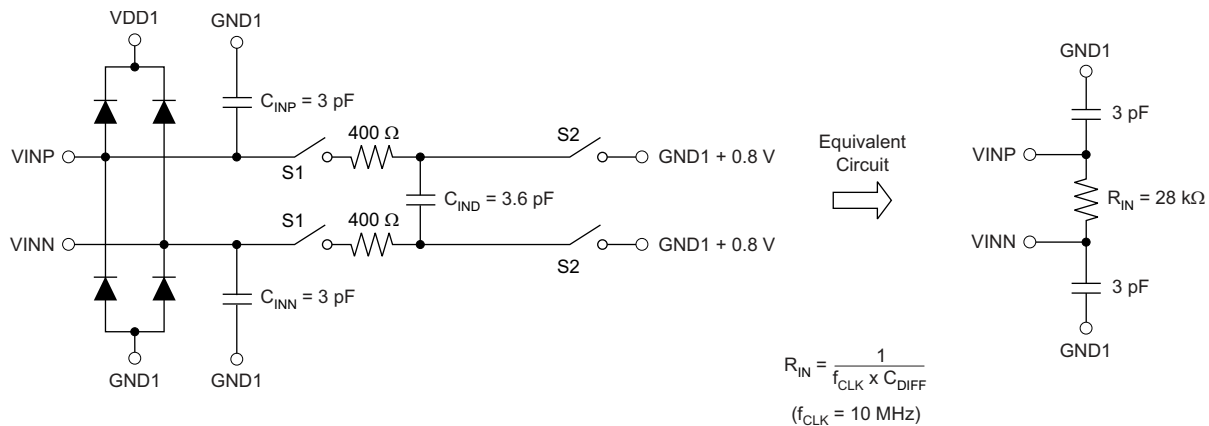 VDD1
GND1
GND1
C_INP = 3 pF
3 pF
400 Ω
S2
VINP
S1
GND1 + 0.8 V
Equivalent
Circuit
VINP
C_IND = 3.6 pF
R_IN = 28 kΩ
S1
400 Ω
VINN
GND1 + 0.8 V
VINN
S2
C_INN = 3 pF
3 pF
GND1
GND1
GND1
R_IN = 1 / f_CLK x C_DIFF
(f_CLK = 10 MHz)